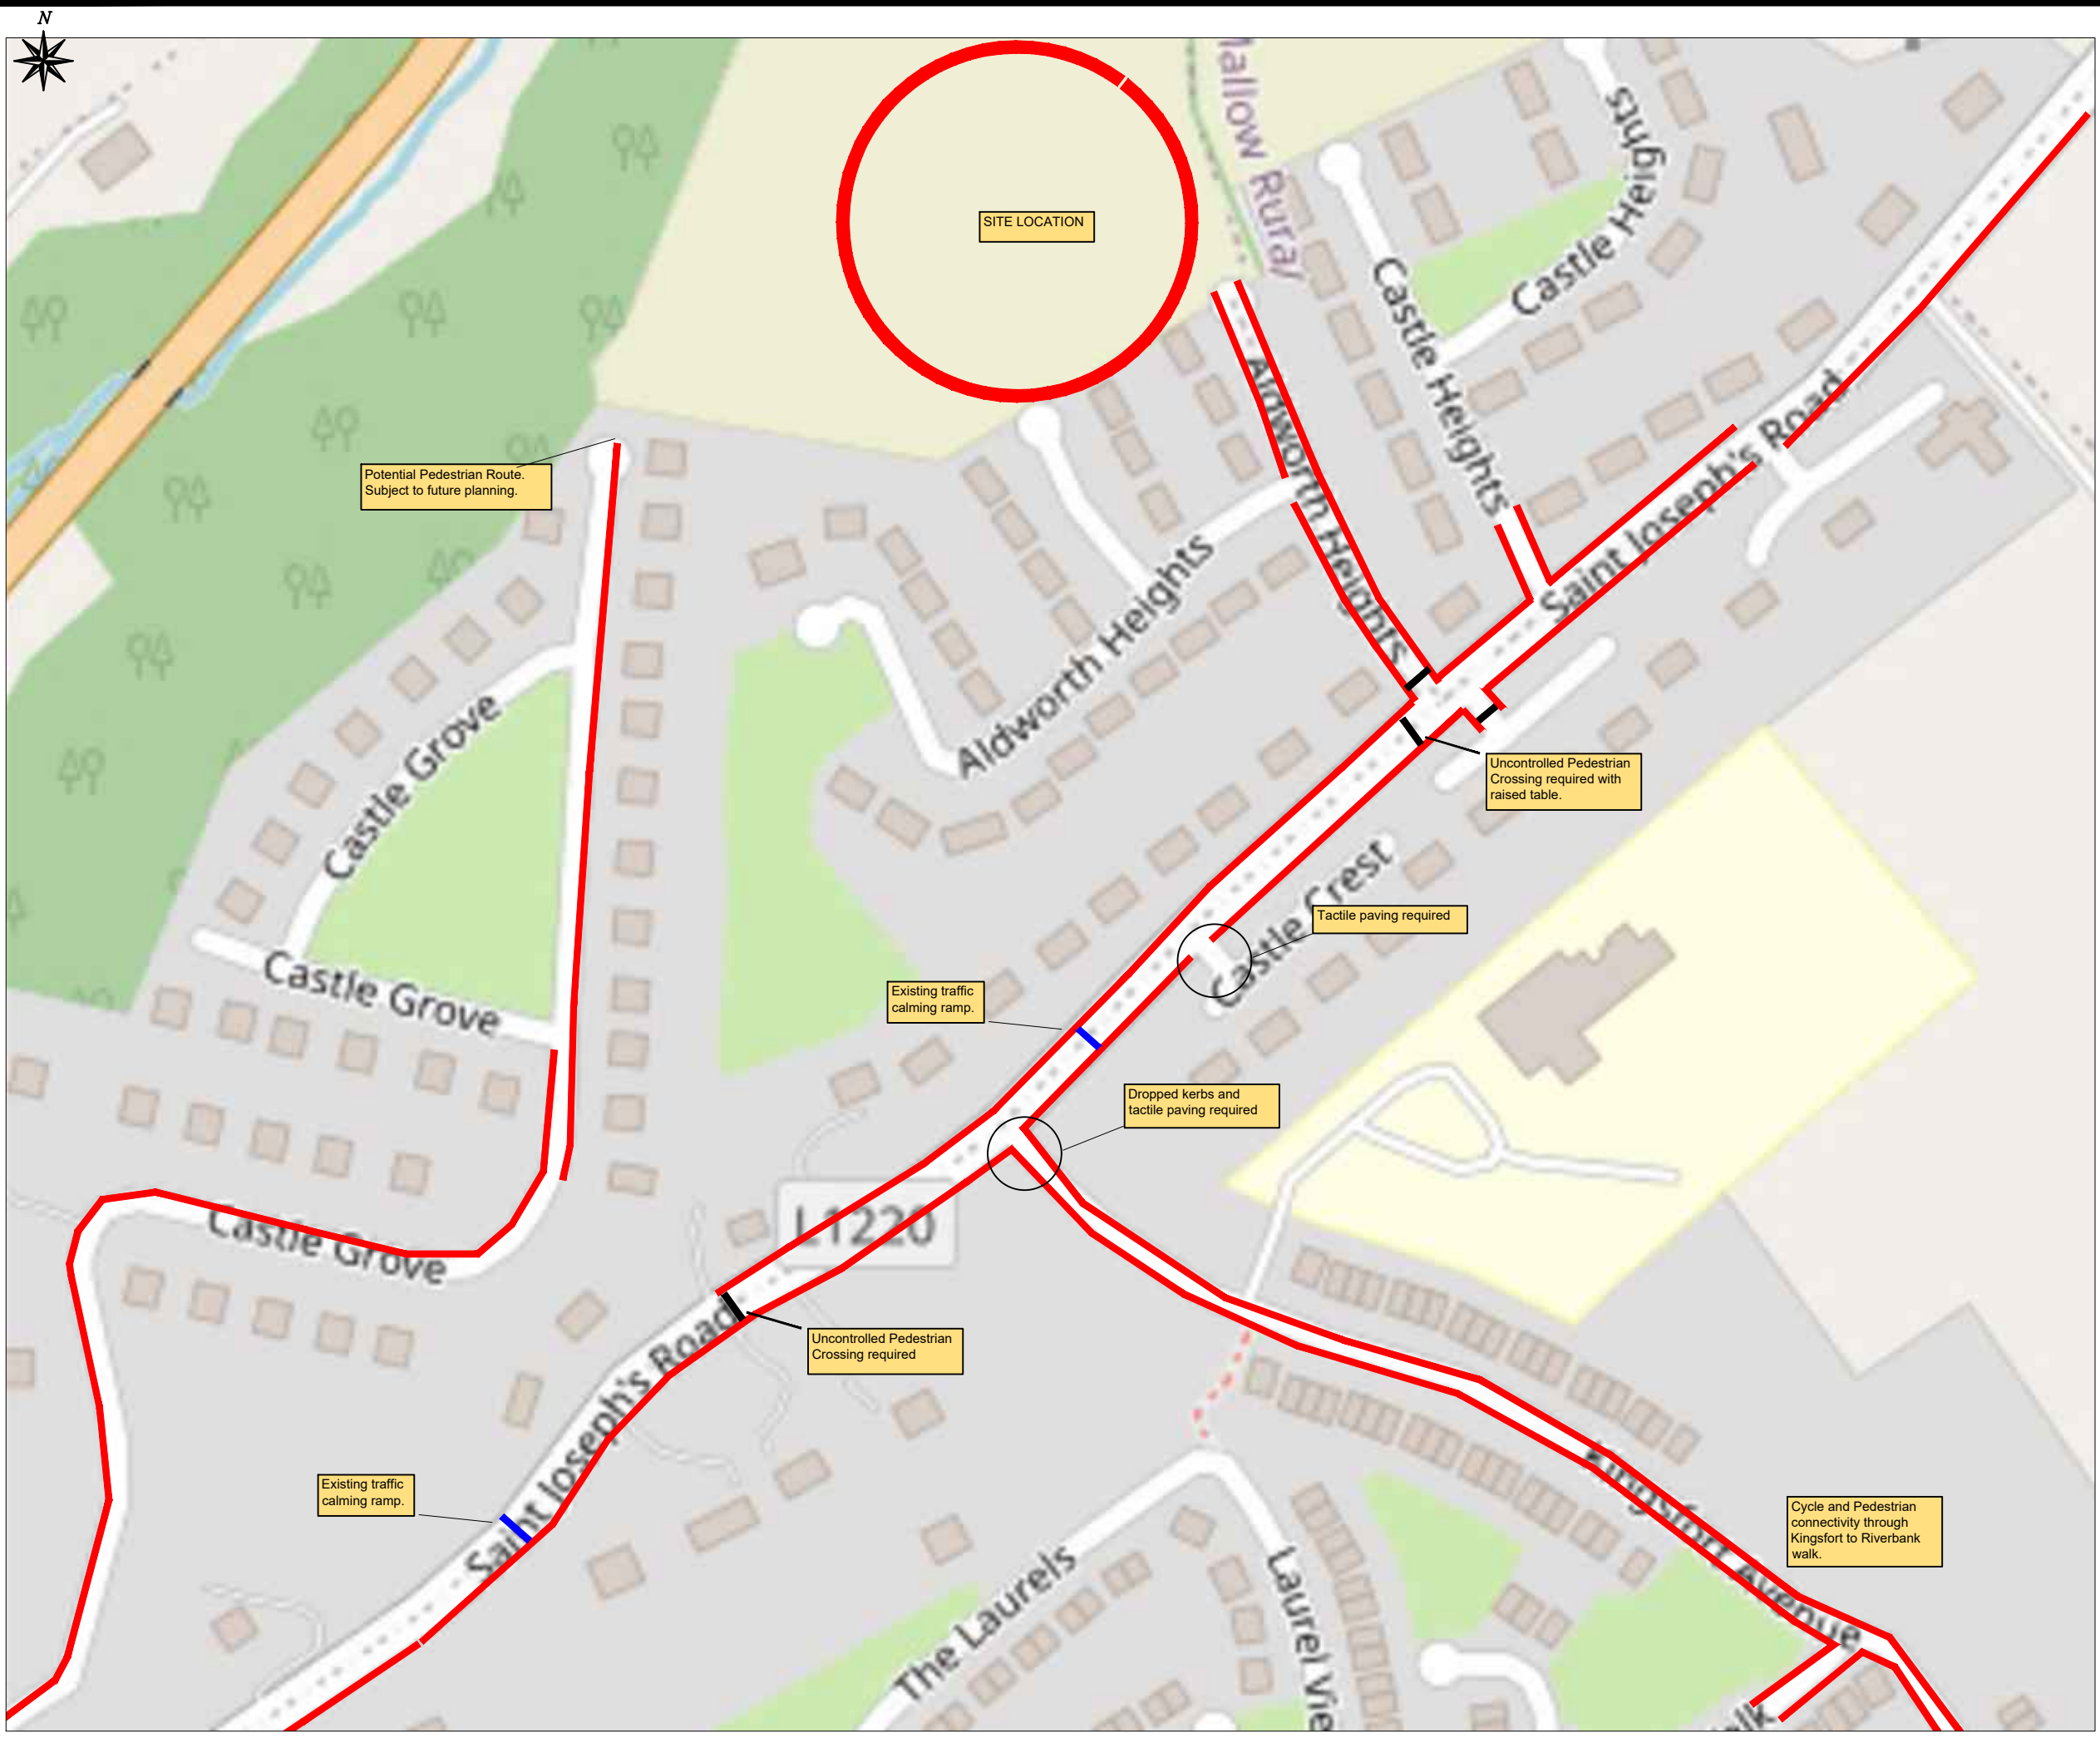 N
Mallow Rural
Castle Heights
SITE LOCATION
Castle Heights
Aldworth Heights
Saint Joseph's Road
Potential Pedestrian Route.
Subject to future planning.
Aldworth Heights
Castle Grove
Uncontrolled Pedestrian
Crossing required with
raised table.
Castle Crest
Tactile paving required
Castle Grove
Existing traffic
calming ramp.
Dropped kerbs and
tactile paving required
Castle Grove
L1220
Uncontrolled Pedestrian
Crossing required
Saint Joseph's Road
Existing traffic
calming ramp.
Kingsfort Avenue
Cycle and Pedestrian
connectivity through
Kingsfort to Riverbank
walk.
The Laurels
Laurel Vie
alk